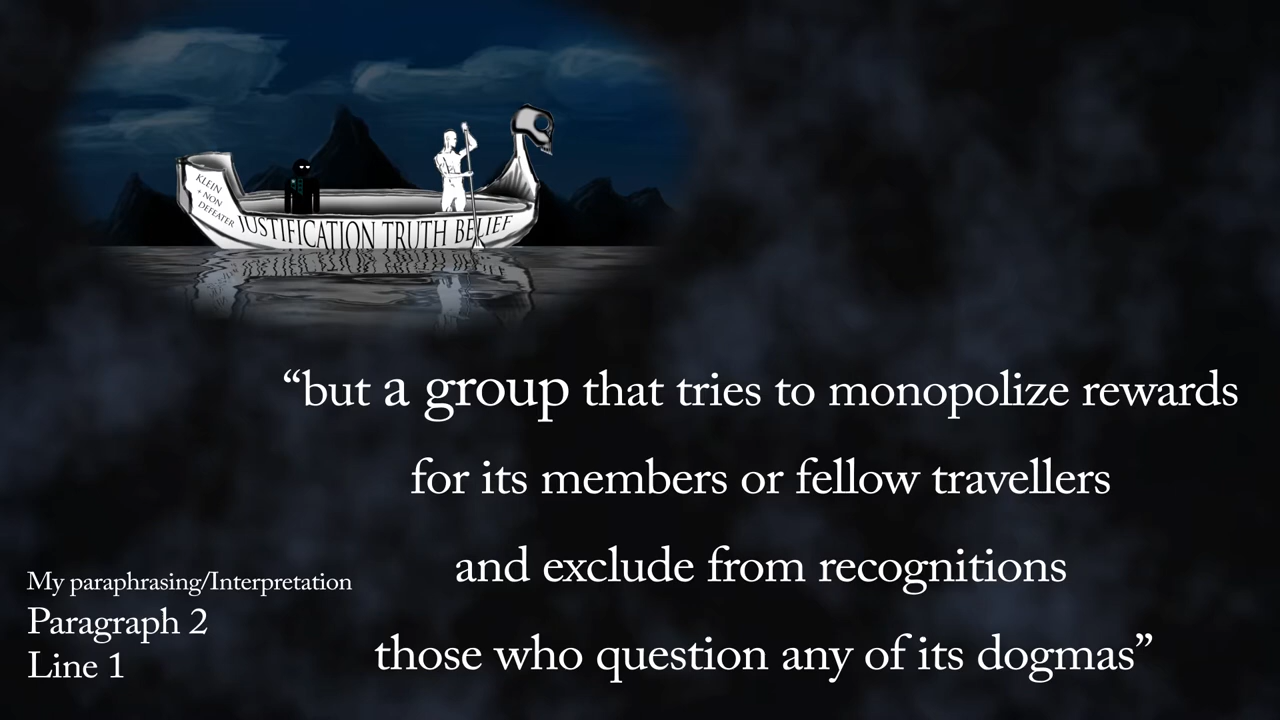 KLEIN
+ NON
DEFEATER
JUSTIFICATION TRUTH BELIEF
“but a group that tries to monopolize rewards
for its members or fellow travellers
and exclude from recognitions
those who question any of its dogmas”
My paraphrasing/Interpretation
Paragraph 2
Line 1